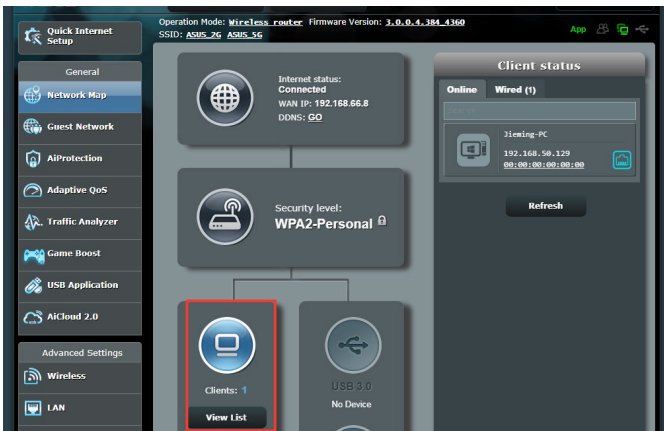 Quick Internet
Setup
Operation Mode: Wireless router Firmware Version: 3.0.0.4.384_4360
SSID: ASUS_2G ASUS_5G
App
General
Network Map
Guest Network
AiProtection
Adaptive QoS
Traffic Analyzer
Game Boost
USB Application
AiCloud 2.0
Advanced Settings
Wireless
LAN
Internet status:
Connected
WAN IP: 192.168.66.8
DDNS: GO
Security level:
WPA2-Personal
Clients: 1
View List
USB 3.0
No Device
Client status
Online Wired (1)
Jieming-PC
192.168.50.129
00:00:00:00:00:00
Refresh